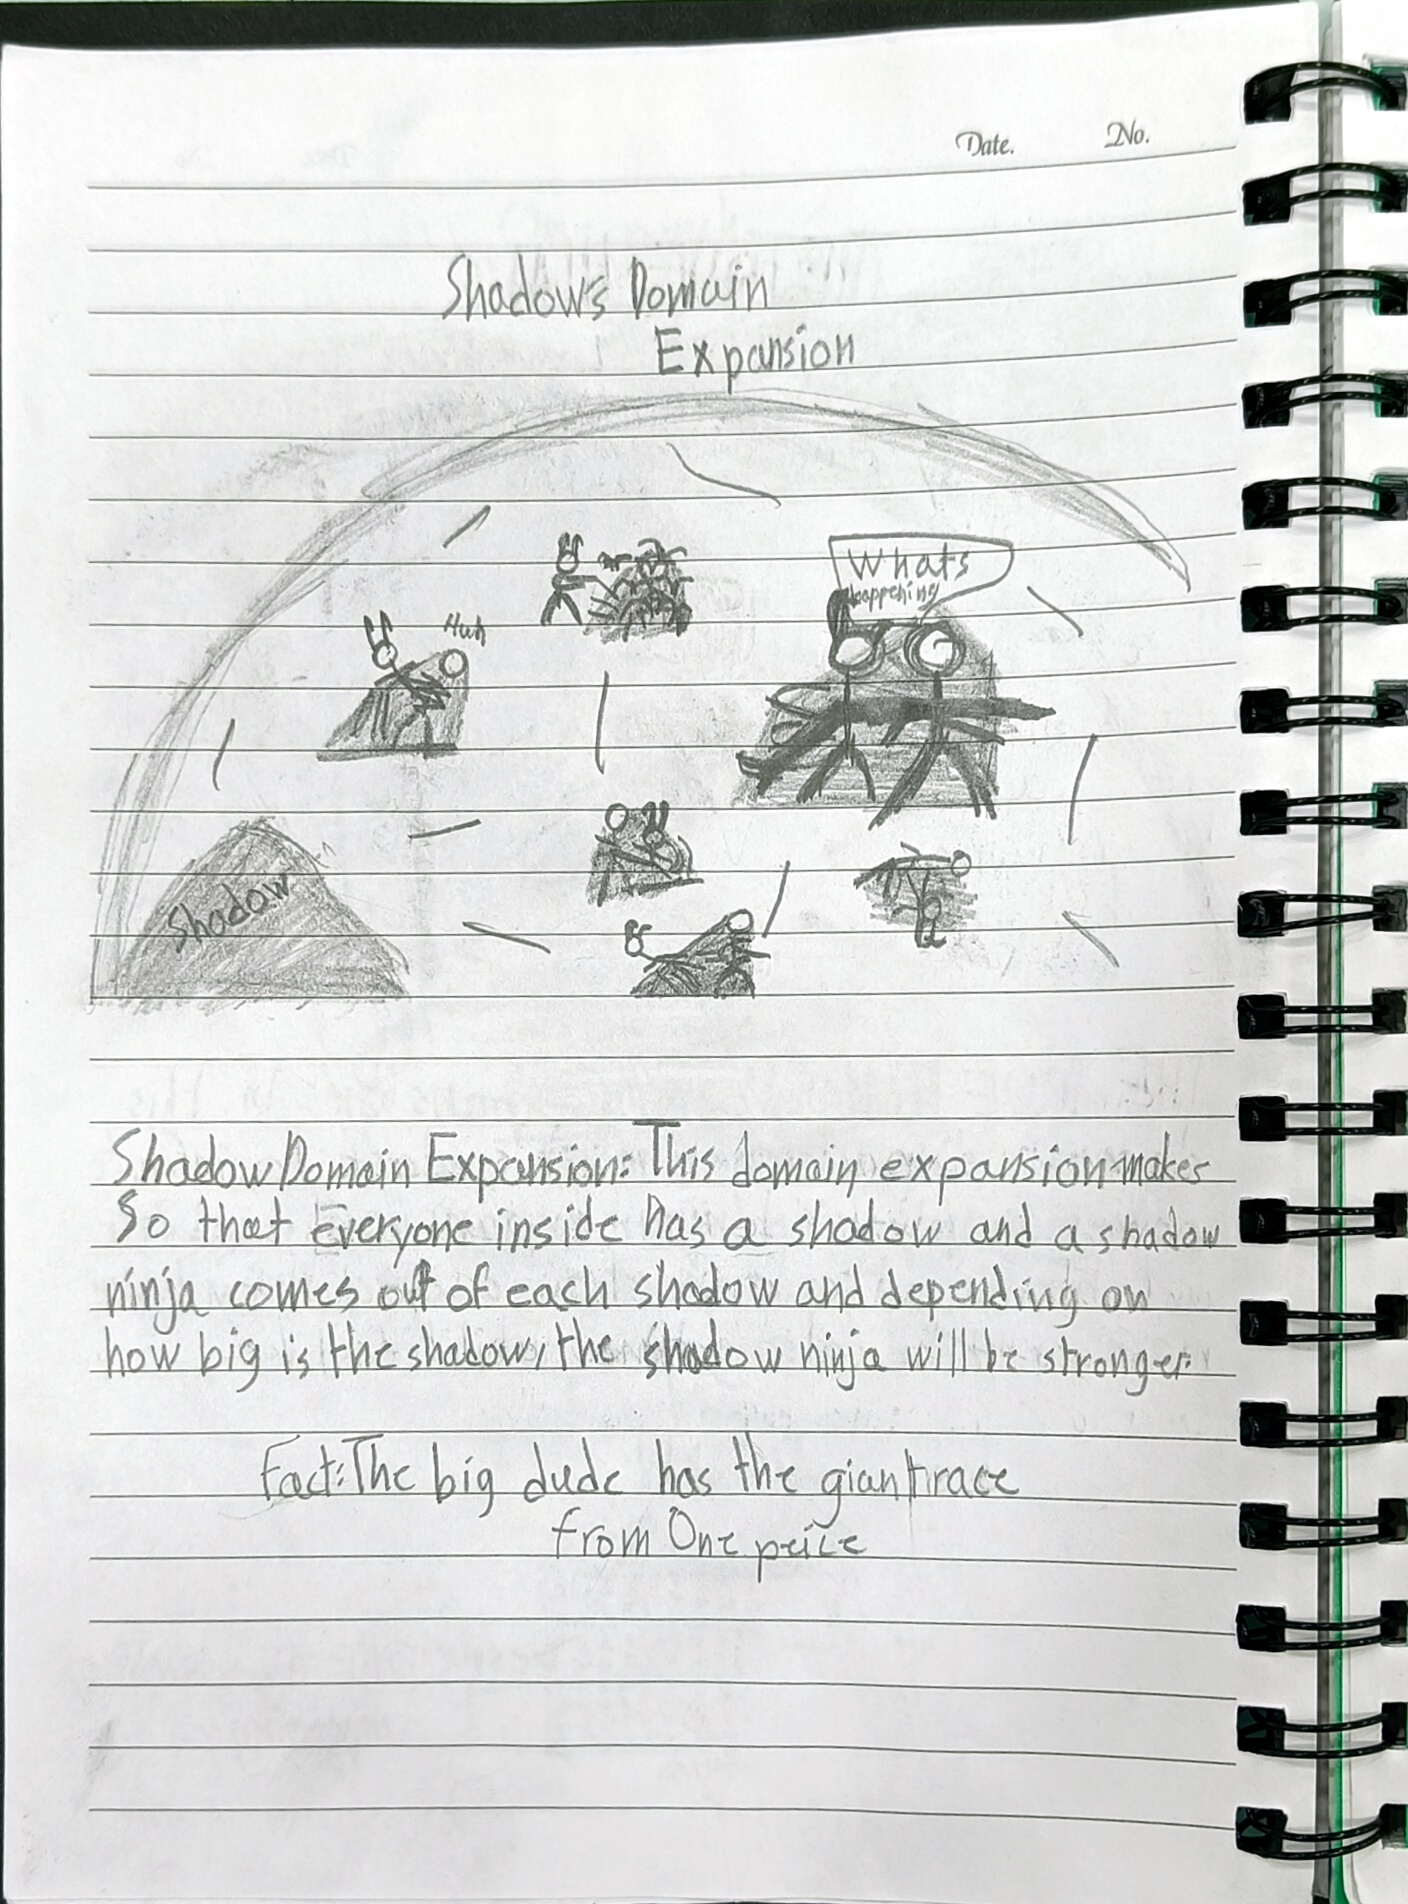 Date. No.
Shadow's Domain
Expansion
Whats
happening
Huh
Shadow
Shadow Domain Expansion: This domain expansion makes
So that everyone inside has a shadow and a shadow
ninja comes out of each shadow and depending on
how big is the shadow, the shadow ninja will be stronger.
Fact: The big dude has the giant race
from One peice